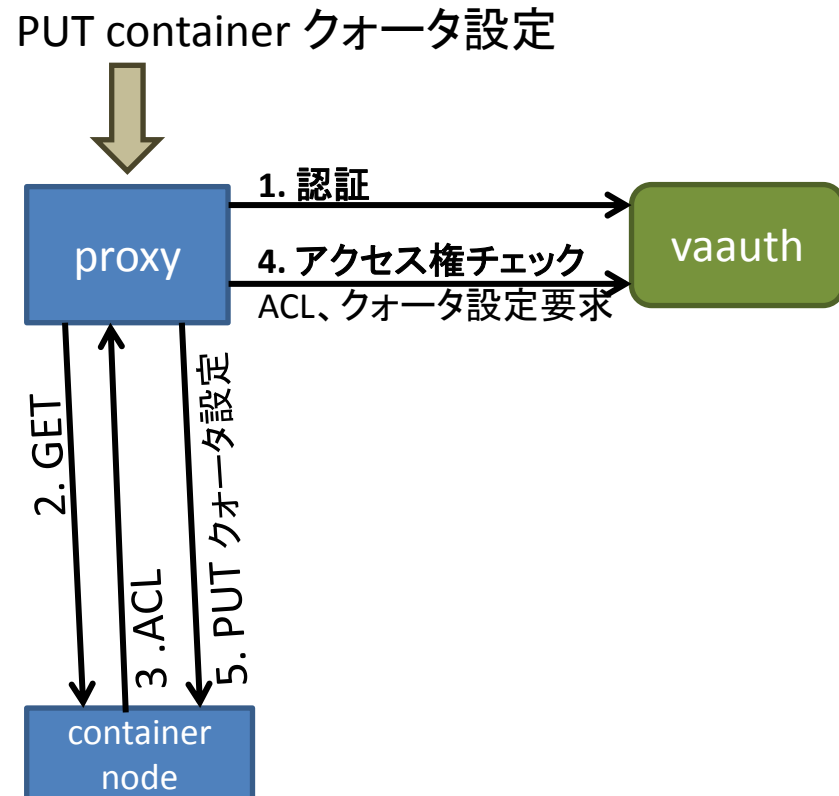 PUT container クォータ設定
1. 認証
proxy
vaauth
4. アクセス権チェック
ACL、クォータ設定要求
2. GET
3 .ACL
5. PUT クォータ設定
container
node